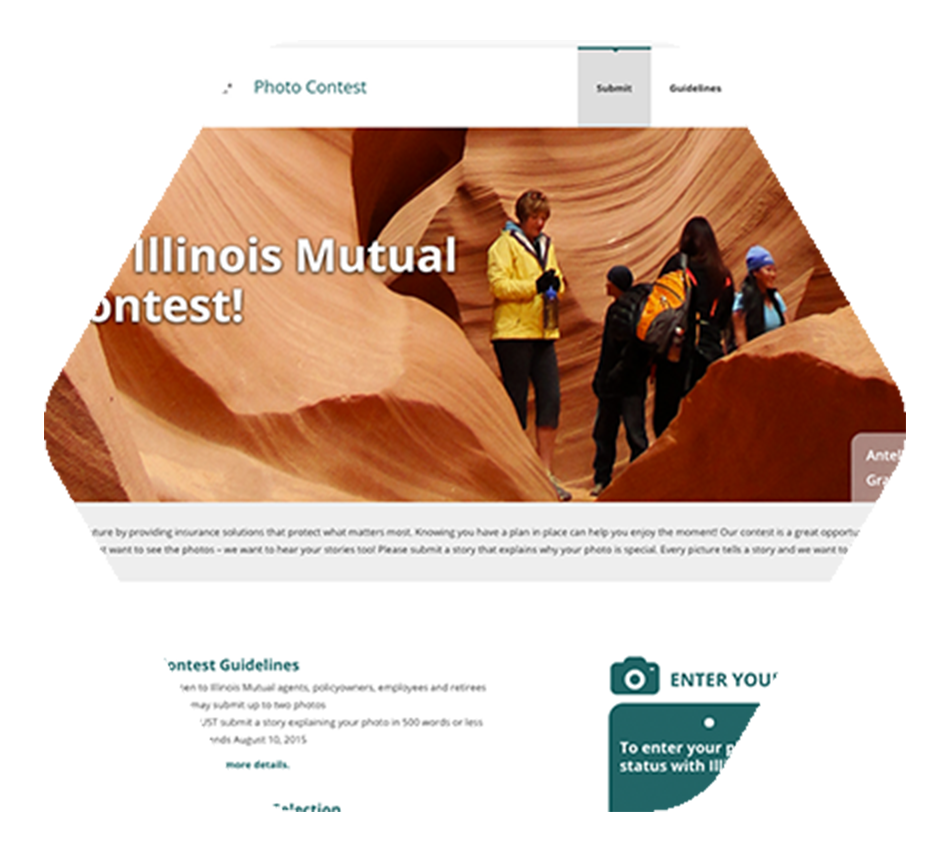 Photo Contest
Submit
Guidelines
Illinois Mutual
ontest!
Antel
Gra
ture by providing insurance solutions that protect what matters most. Knowing you have a plan in place can help you enjoy the moment! Our contest is a great opportu
t want to see the photos – we want to hear your stories too! Please submit a story that explains why your photo is special. Every picture tells a story and we want to
ontest Guidelines
en to Illinois Mutual agents, policyowners, employees and retirees
may submit up to two photos
UST submit a story explaining your photo in 500 words or less
nds August 10, 2015
more details.
election
ENTER YOU
To enter your p
status with Illi